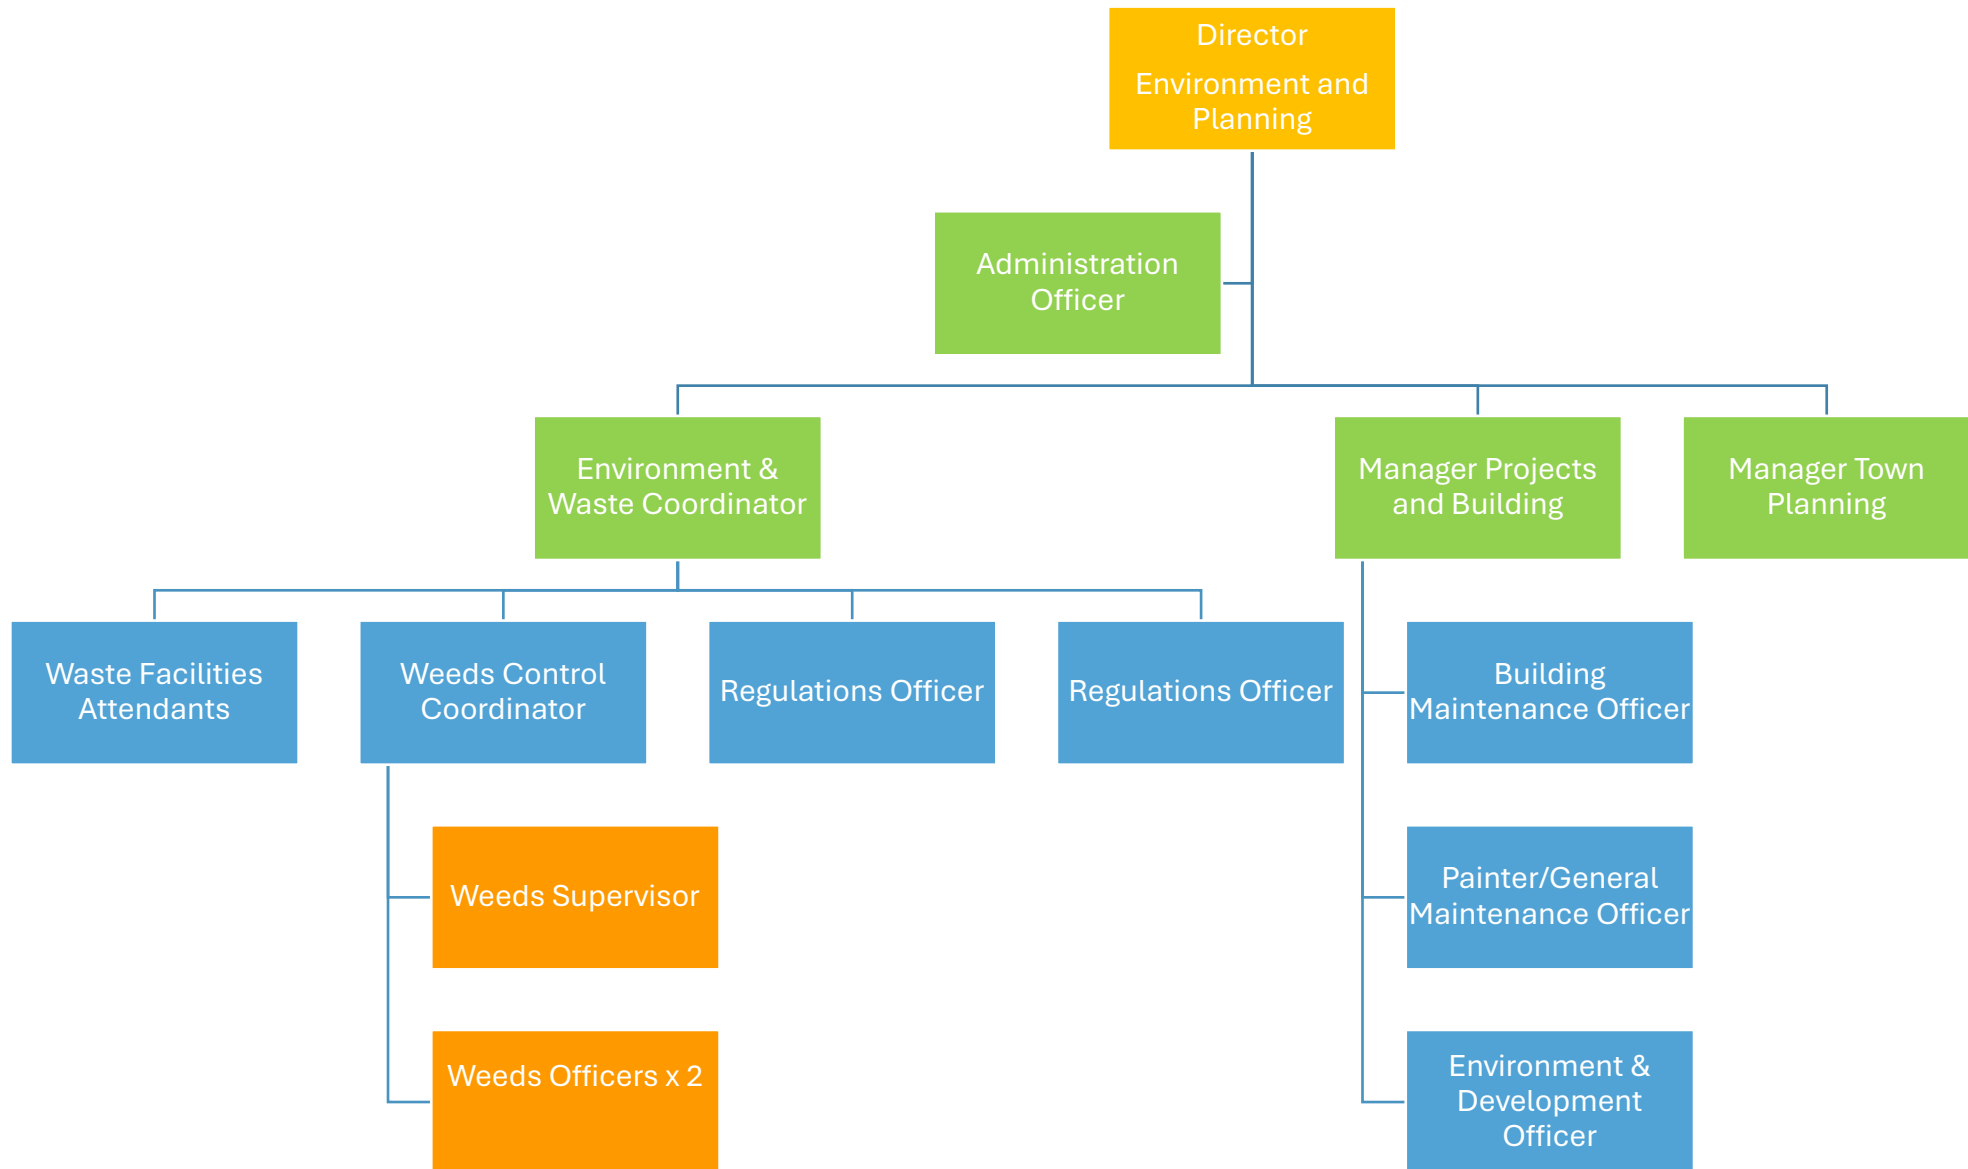 Director
Environment and
Planning
Administration
Officer
Environment &
Waste Coordinator
Manager Projects
and Building
Manager Town
Planning
Waste Facilities
Attendants
Weeds Control
Coordinator
Regulations Officer
Regulations Officer
Building
Maintenance Officer
Weeds Supervisor
Painter/General
Maintenance Officer
Weeds Officers x 2
Environment &
Development
Officer